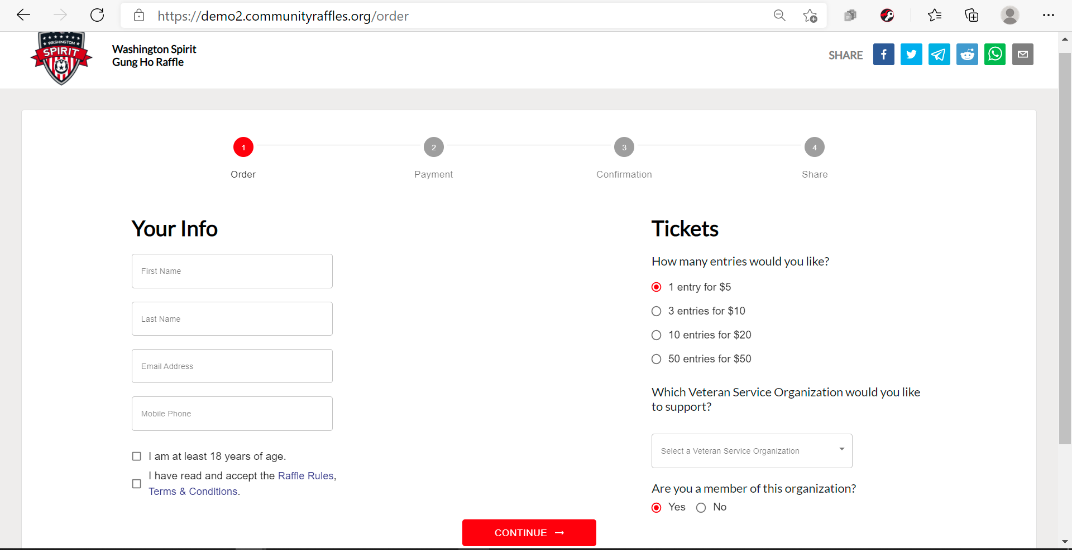 https://demo2.communityraffles.org/order
WASHINGTON
SPIRIT
Washington Spirit
Gung Ho Raffle
SHARE
1
2
3
4
Order
Payment
Confirmation
Share
Your Info
First Name
Last Name
Email Address
Mobile Phone
I am at least 18 years of age.
I have read and accept the Raffle Rules,
Terms & Conditions.
Tickets
How many entries would you like?
1 entry for $5
3 entries for $10
10 entries for $20
50 entries for $50
Which Veteran Service Organization would you like
to support?
Select a Veteran Service Organization
Are you a member of this organization?
Yes No
CONTINUE →